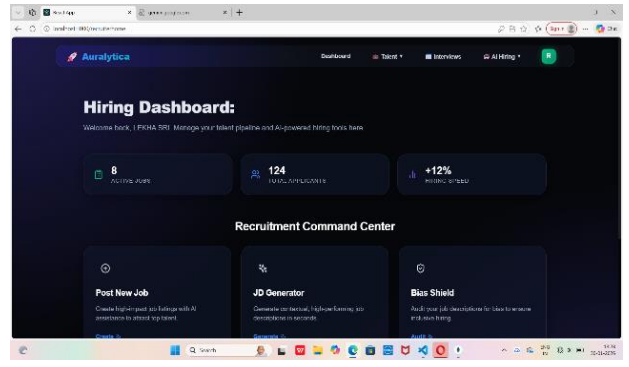 React App
localhost
Auralytica
Dashboard
Talent
Interviews
AI Hiring
R
Hiring Dashboard:
Welcome back, LEKHA SRI. Manage your talent pipeline and AI-powered hiring tools here
8
ACTIVE JOBS
124
TOTAL APPLICANTS
+12%
HIRING SPEED
Recruitment Command Center
Post New Job
Create high-impact job listings with AI
assistance to attract top talent.
Create
JD Generator
Generate contextual, high-performing job
descriptions in seconds.
Generate
Bias Shield
Audit your job descriptions for bias to ensure
inclusive hiring.
Audit
Search